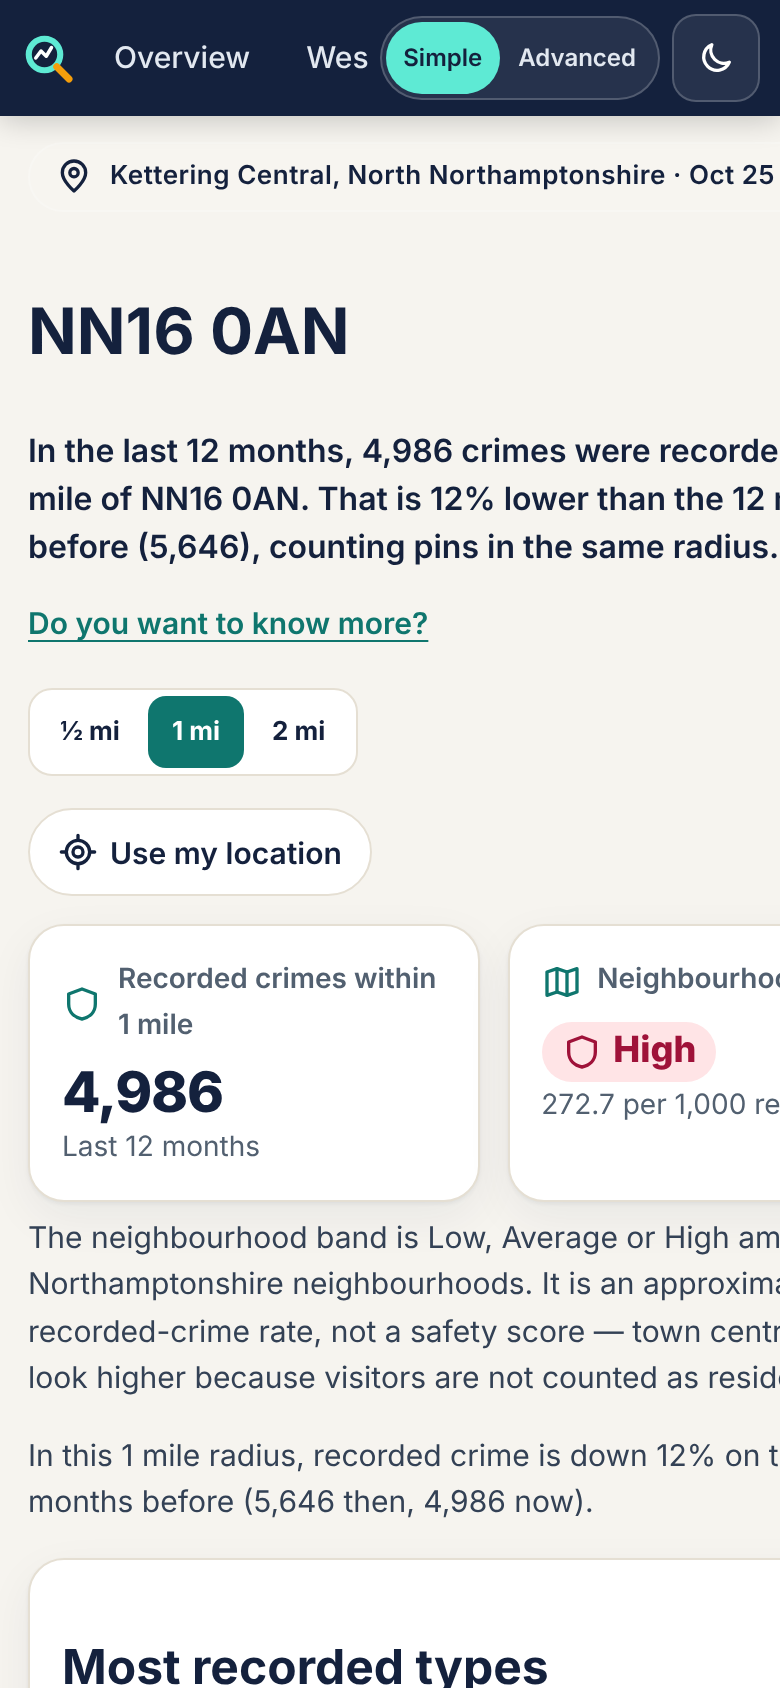 Overview Wes Simple Advanced
Kettering Central, North Northamptonshire · Oct 25
NN16 0AN
In the last 12 months, 4,986 crimes were recorde
mile of NN16 0AN. That is 12% lower than the 12
before (5,646), counting pins in the same radius.
Do you want to know more?
½ mi 1 mi 2 mi
Use my location
Recorded crimes within
1 mile
4,986
Last 12 months
Neighbourhoo
High
272.7 per 1,000 re
The neighbourhood band is Low, Average or High am
Northamptonshire neighbourhoods. It is an approxima
recorded-crime rate, not a safety score — town centr
look higher because visitors are not counted as reside
In this 1 mile radius, recorded crime is down 12% on t
months before (5,646 then, 4,986 now).
Most recorded types